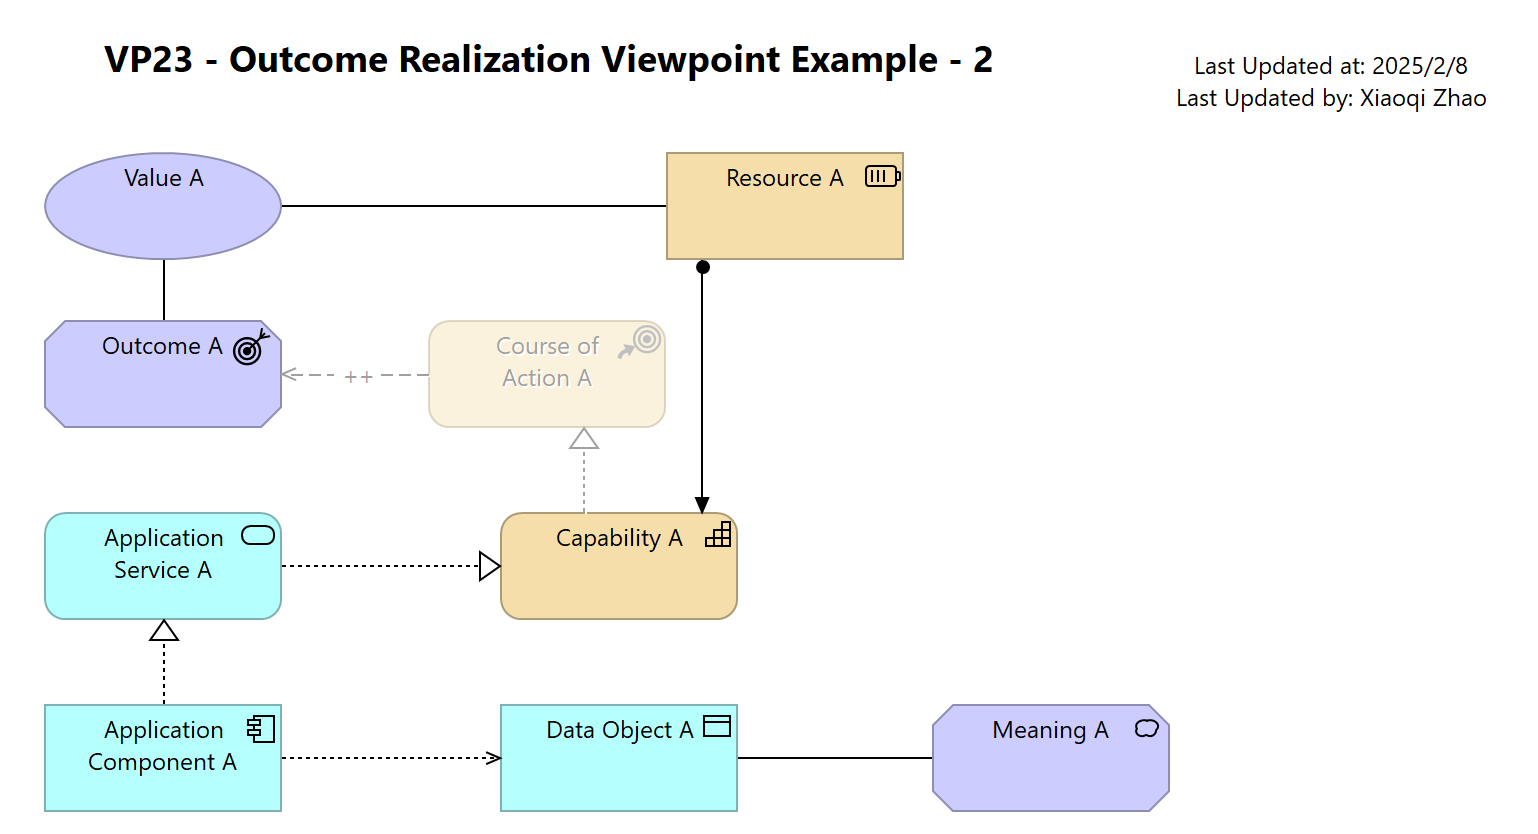 VP23 - Outcome Realization Viewpoint Example - 2
Last Updated at: 2025/2/8
Last Updated by: Xiaoqi Zhao
Value A
Resource A
Outcome A
++
Course of
Action A
Application
Service A
Capability A
Application
Component A
Data Object A
Meaning A